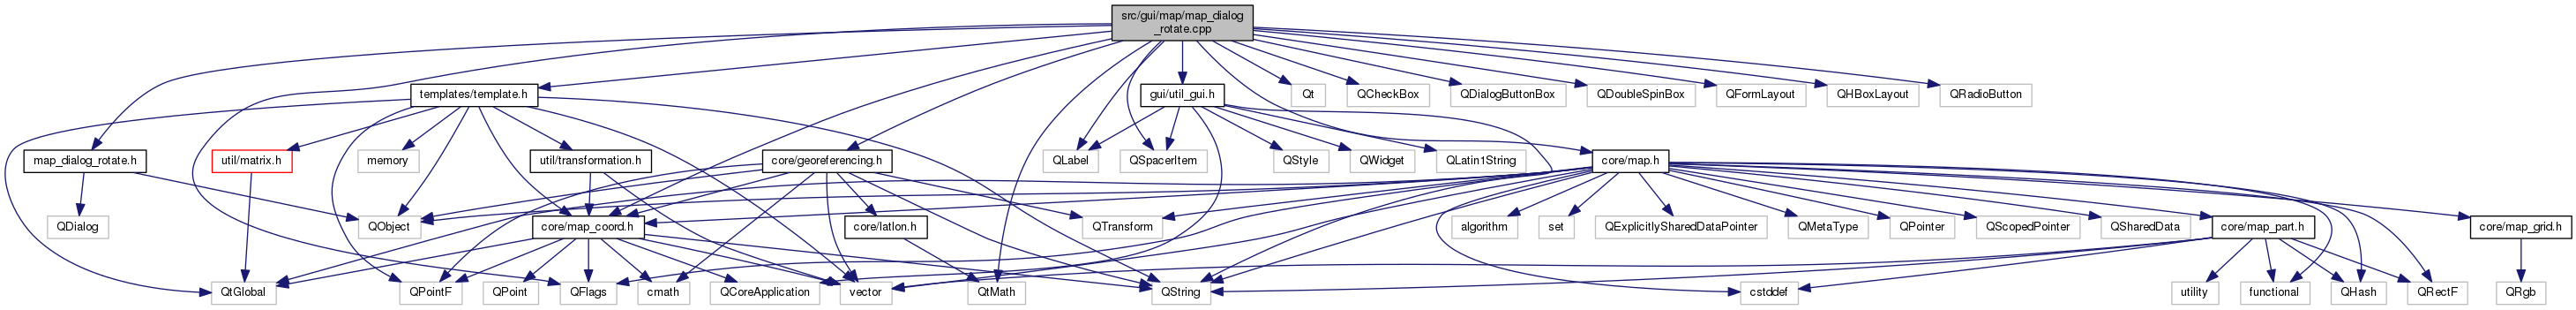 src/gui/map/map_dialog
_rotate.cpp
templates/template.h
gui/util_gui.h
Qt
QCheckBox
QDialogButtonBox
QDoubleSpinBox
QFormLayout
QHBoxLayout
QRadioButton
map_dialog_rotate.h
util/matrix.h
memory
util/transformation.h
core/georeferencing.h
QLabel
QSpacerItem
QStyle
QWidget
QLatin1String
core/map.h
QDialog
QObject
core/map_coord.h
core/latlon.h
QTransform
algorithm
set
QExplicitlySharedDataPointer
QMetaType
QPointer
QScopedPointer
QSharedData
core/map_part.h
core/map_grid.h
QtGlobal
QPointF
QPoint
QFlags
cmath
QCoreApplication
vector
QtMath
QString
cstddef
utility
functional
QHash
QRectF
QRgb